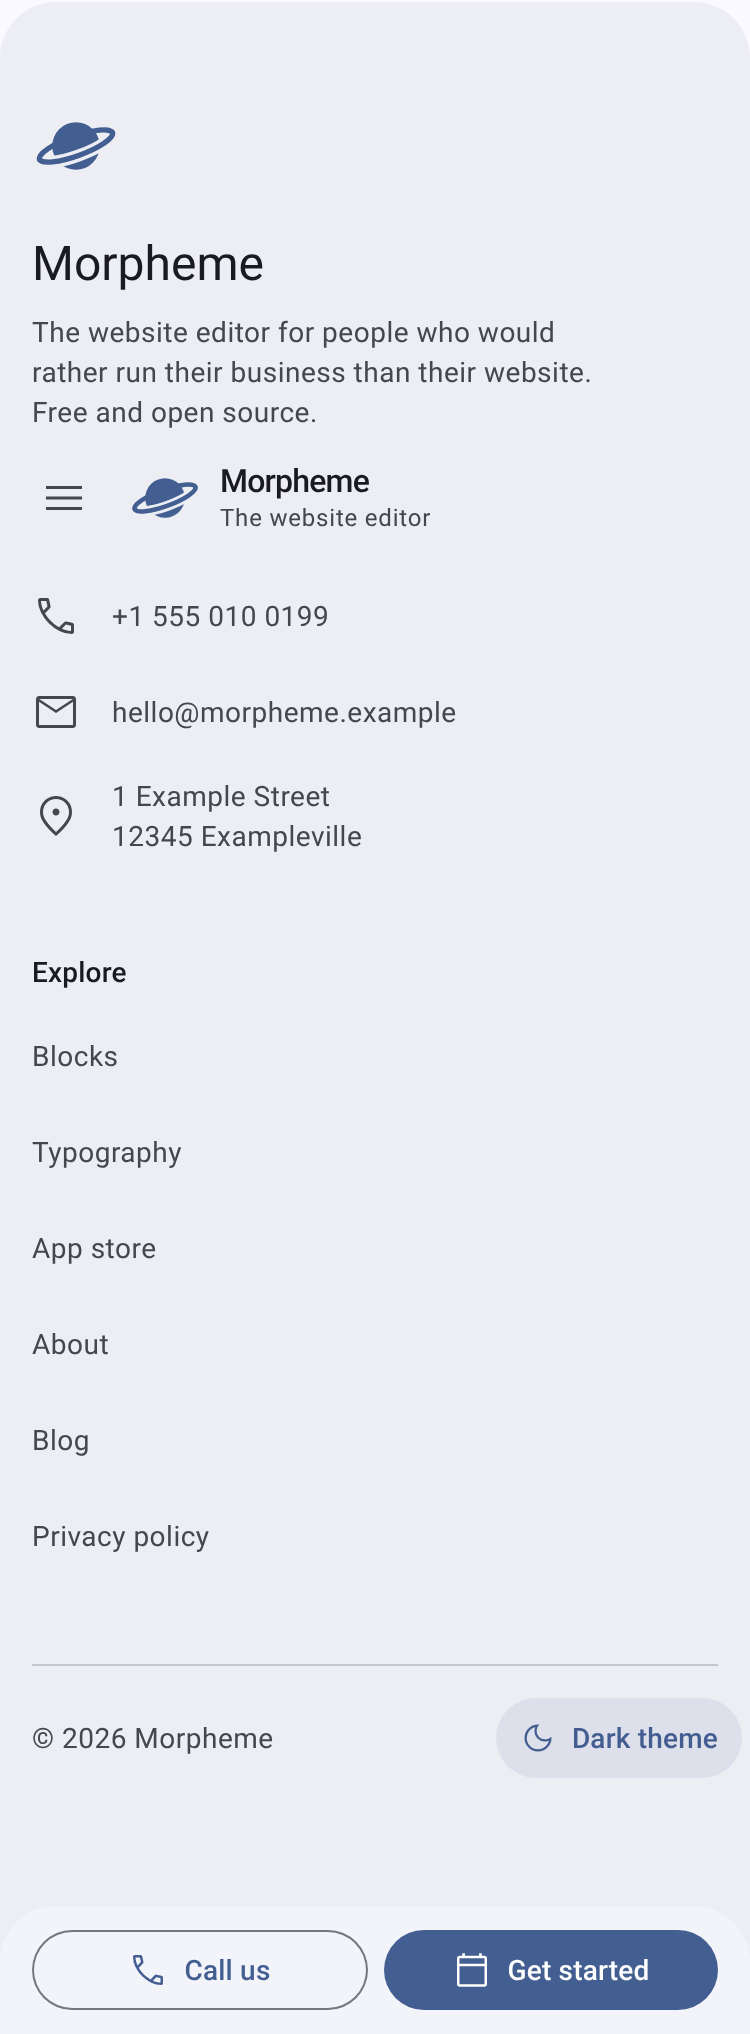 Morpheme
The website editor for people who would
rather run their business than their website.
Free and open source.
Morpheme
The website editor
+1 555 010 0199
hello@morpheme.example
1 Example Street
12345 Exampleville
Explore
Blocks
Typography
App store
About
Blog
Privacy policy
© 2026 Morpheme
Dark theme
Call us
Get started